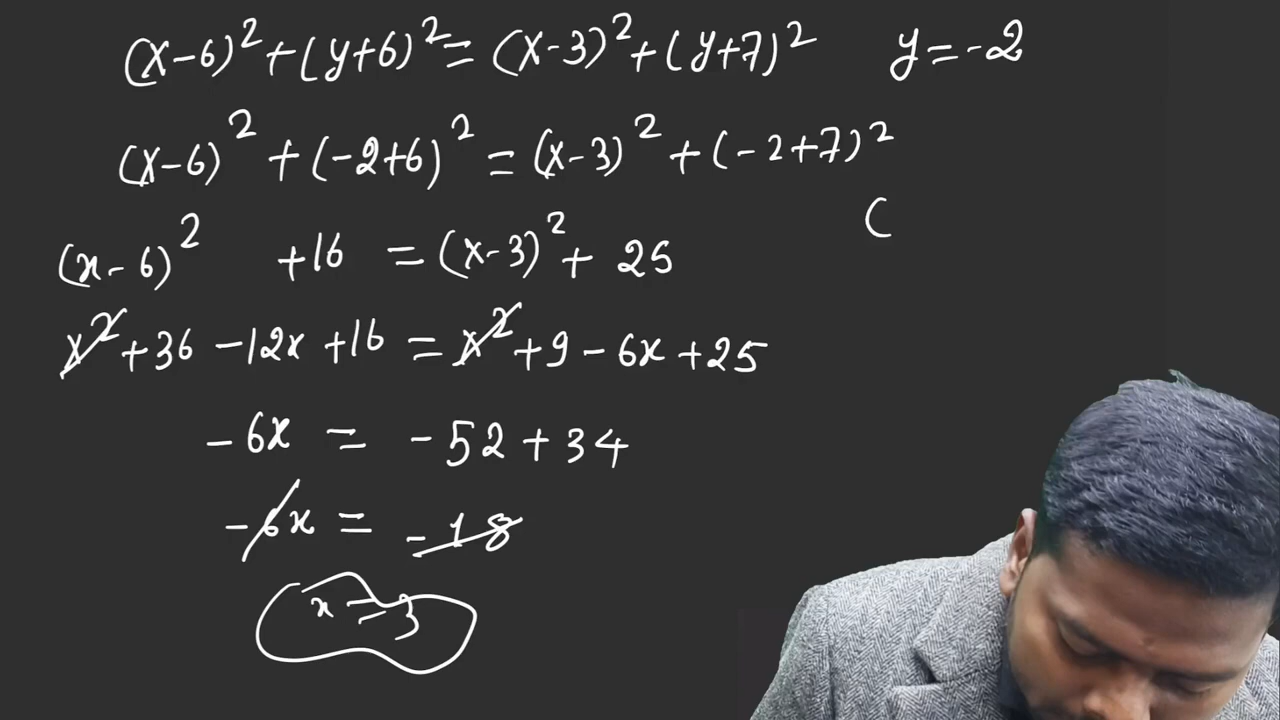 (x-6)²+(y+6)²=(x-3)²+(y+7)² y=-2
(x-6)²+(-2+6)²=(x-3)²+(-2+7)²
(
(x-6)² +16 =(x-3)²+ 25
x²+36-12x+16=x²+9-6x+25
-6x = -52+34
-6x = -18
x=3